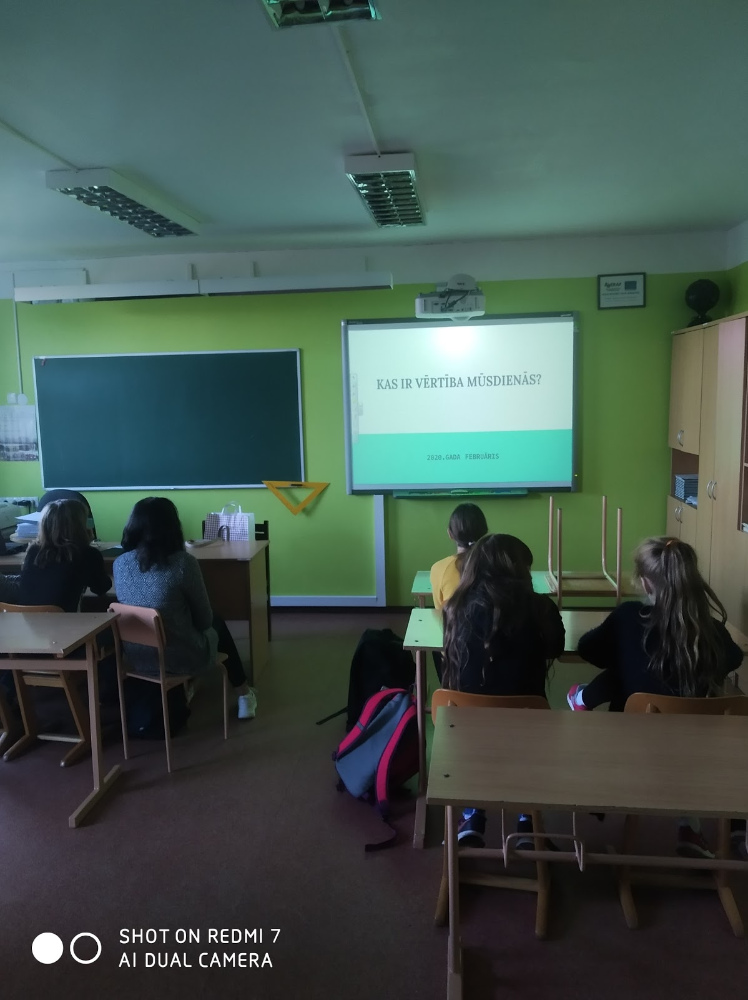 KAS IR VĒRTĪBA MŪSDIENĀS?
2020.GADA FEBRUĀRIS
SHOT ON REDMI 7
AI DUAL CAMERA